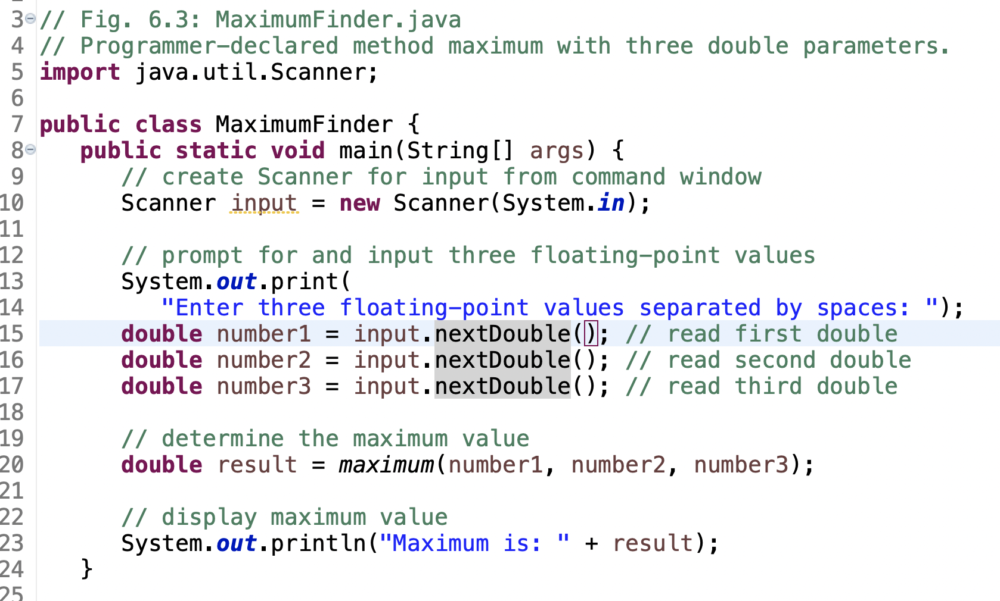 3 // Fig. 6.3: MaximumFinder.java
4 // Programmer-declared method maximum with three double parameters.
5 import java.util.Scanner;
6
7 public class MaximumFinder {
8    public static void main(String[] args) {
9       // create Scanner for input from command window
10       Scanner input = new Scanner(System.in);
11
12       // prompt for and input three floating-point values
13       System.out.print(
14          "Enter three floating-point values separated by spaces: ");
15       double number1 = input.nextDouble(); // read first double
16       double number2 = input.nextDouble(); // read second double
17       double number3 = input.nextDouble(); // read third double
18
19       // determine the maximum value
20       double result = maximum(number1, number2, number3);
21
22       // display maximum value
23       System.out.println("Maximum is: " + result);
24    }
25